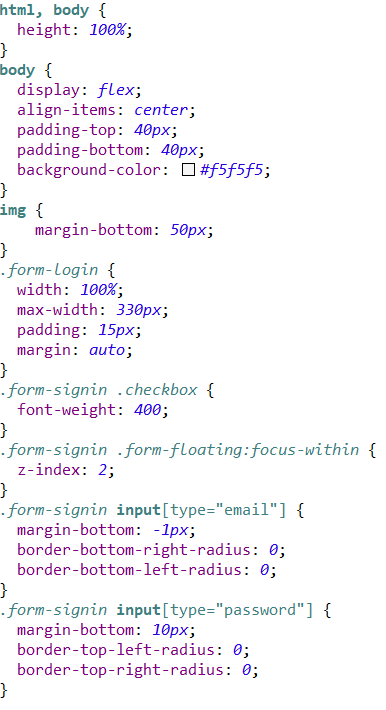 html, body {
  height: 100%;
}
body {
  display: flex;
  align-items: center;
  padding-top: 40px;
  padding-bottom: 40px;
  background-color: #f5f5f5;
}
img {
    margin-bottom: 50px;
}
.form-login {
  width: 100%;
  max-width: 330px;
  padding: 15px;
  margin: auto;
}
.form-signin .checkbox {
  font-weight: 400;
}
.form-signin .form-floating:focus-within {
  z-index: 2;
}
.form-signin input[type="email"] {
  margin-bottom: -1px;
  border-bottom-right-radius: 0;
  border-bottom-left-radius: 0;
}
.form-signin input[type="password"] {
  margin-bottom: 10px;
  border-top-left-radius: 0;
  border-top-right-radius: 0;
}